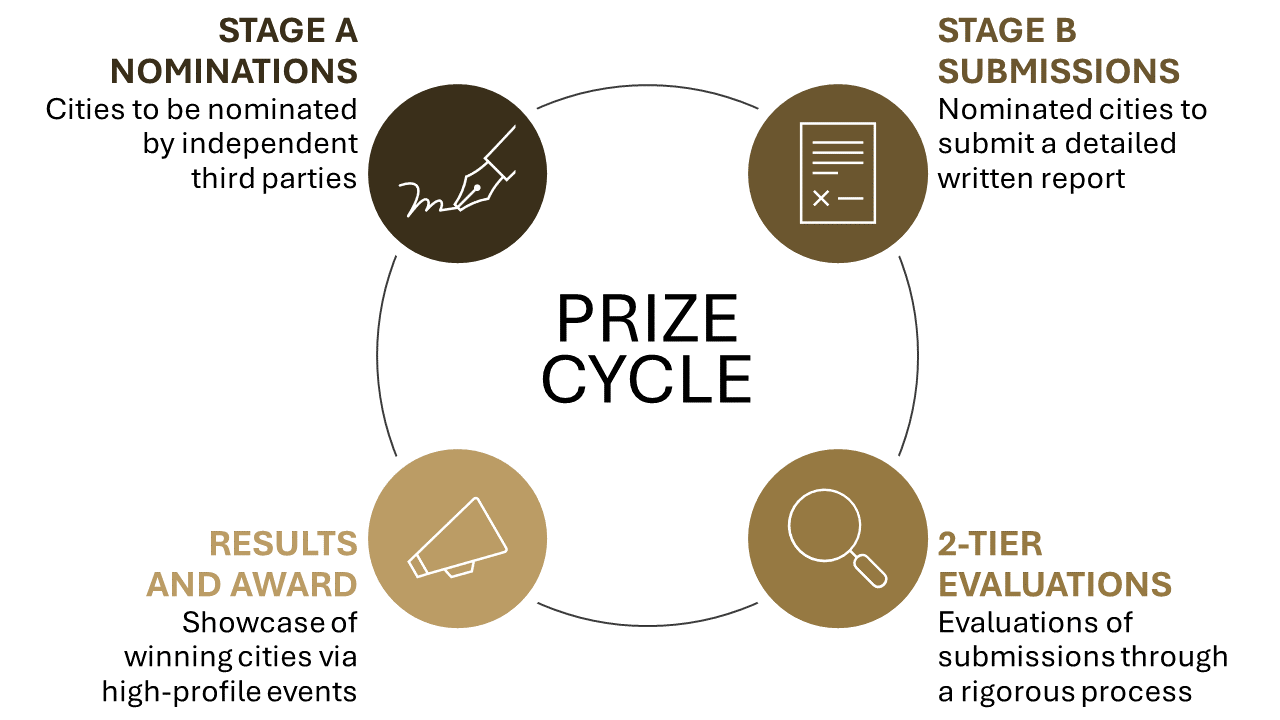 STAGE A
NOMINATIONS
Cities to be nominated
by independent
third parties
STAGE B
SUBMISSIONS
Nominated cities to
submit a detailed
written report
PRIZE
CYCLE
RESULTS
AND AWARD
Showcase of
winning cities via
high-profile events
2-TIER
EVALUATIONS
Evaluations of
submissions through
a rigorous process